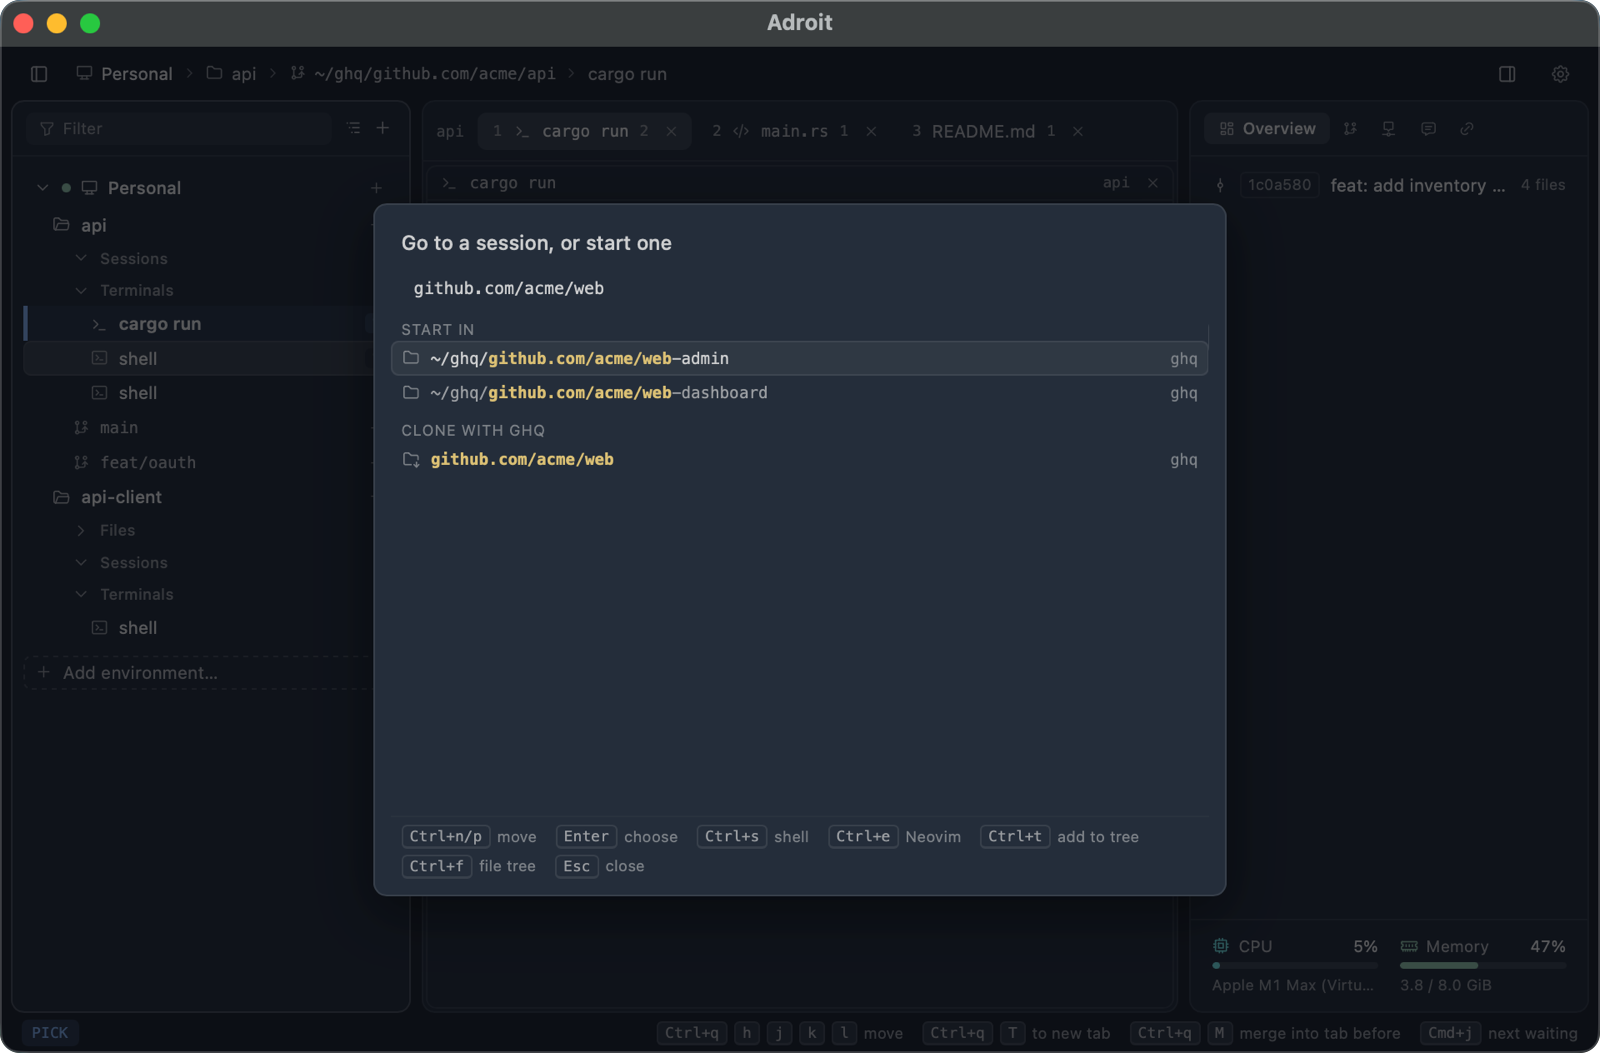 Adroit
Personal > api > ~/ghq/github.com/acme/api > cargo run
Filter
api 1 cargo run 2 × 2 main.rs 1 × 3 README.md 1 ×
Overview
cargo run api ×
1c0a580 feat: add inventory ... 4 files
Personal +
api
Sessions
Terminals
cargo run
shell
shell
main
feat/oauth
api-client
Files
Sessions
Terminals
shell
+ Add environment...
Go to a session, or start one
github.com/acme/web
START IN
~/ghq/github.com/acme/web-admin ghq
~/ghq/github.com/acme/web-dashboard ghq
CLONE WITH GHQ
github.com/acme/web ghq
Ctrl+n/p move Enter choose Ctrl+s shell Ctrl+e Neovim Ctrl+t add to tree
Ctrl+f file tree Esc close
CPU 5% Memory 47%
Apple M1 Max (Virtu... 3.8 / 8.0 GiB
PICK Ctrl+q h j k l move Ctrl+q T to new tab Ctrl+q M merge into tab before Cmd+j next waiting